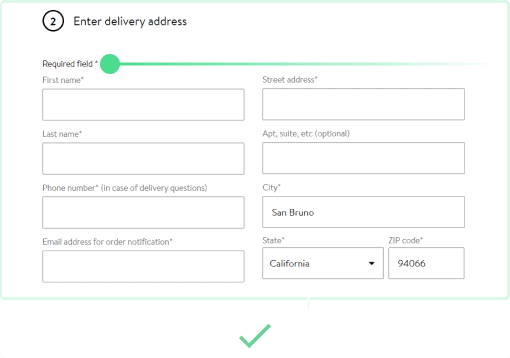 2 Enter delivery address
Required field *
First name*
Street address*
Last name*
Apt, suite, etc (optional)
Phone number* (in case of delivery questions)
City*
San Bruno
Email address for order notification*
State*
ZIP code*
California
94066